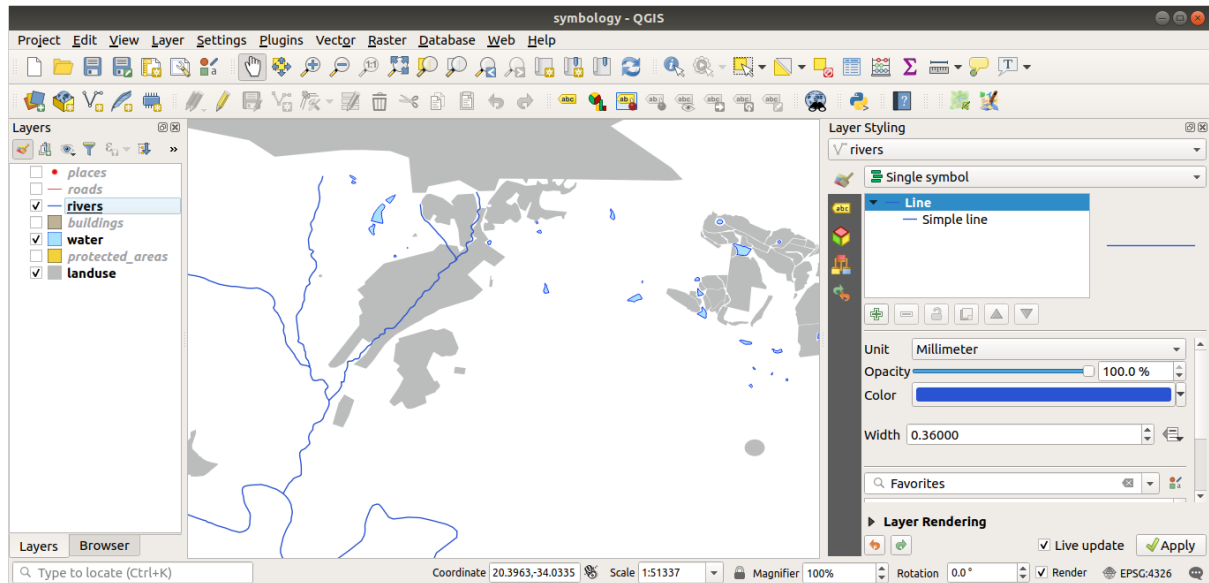 symbology - QGIS
Project Edit View Layer Settings Plugins Vector Raster Database Web Help
Layers
places
roads
rivers
buildings
water
protected_areas
landuse
Layers Browser
Layer Styling
rivers
Single symbol
Line
Simple line
Unit Millimeter
Opacity 100.0 %
Color
Width 0.36000
Favorites
Layer Rendering
Live update Apply
Type to locate (Ctrl+K) Coordinate 20.3963,-34.0335 Scale 1:51337 Magnifier 100% Rotation 0.0° Render EPSG:4326